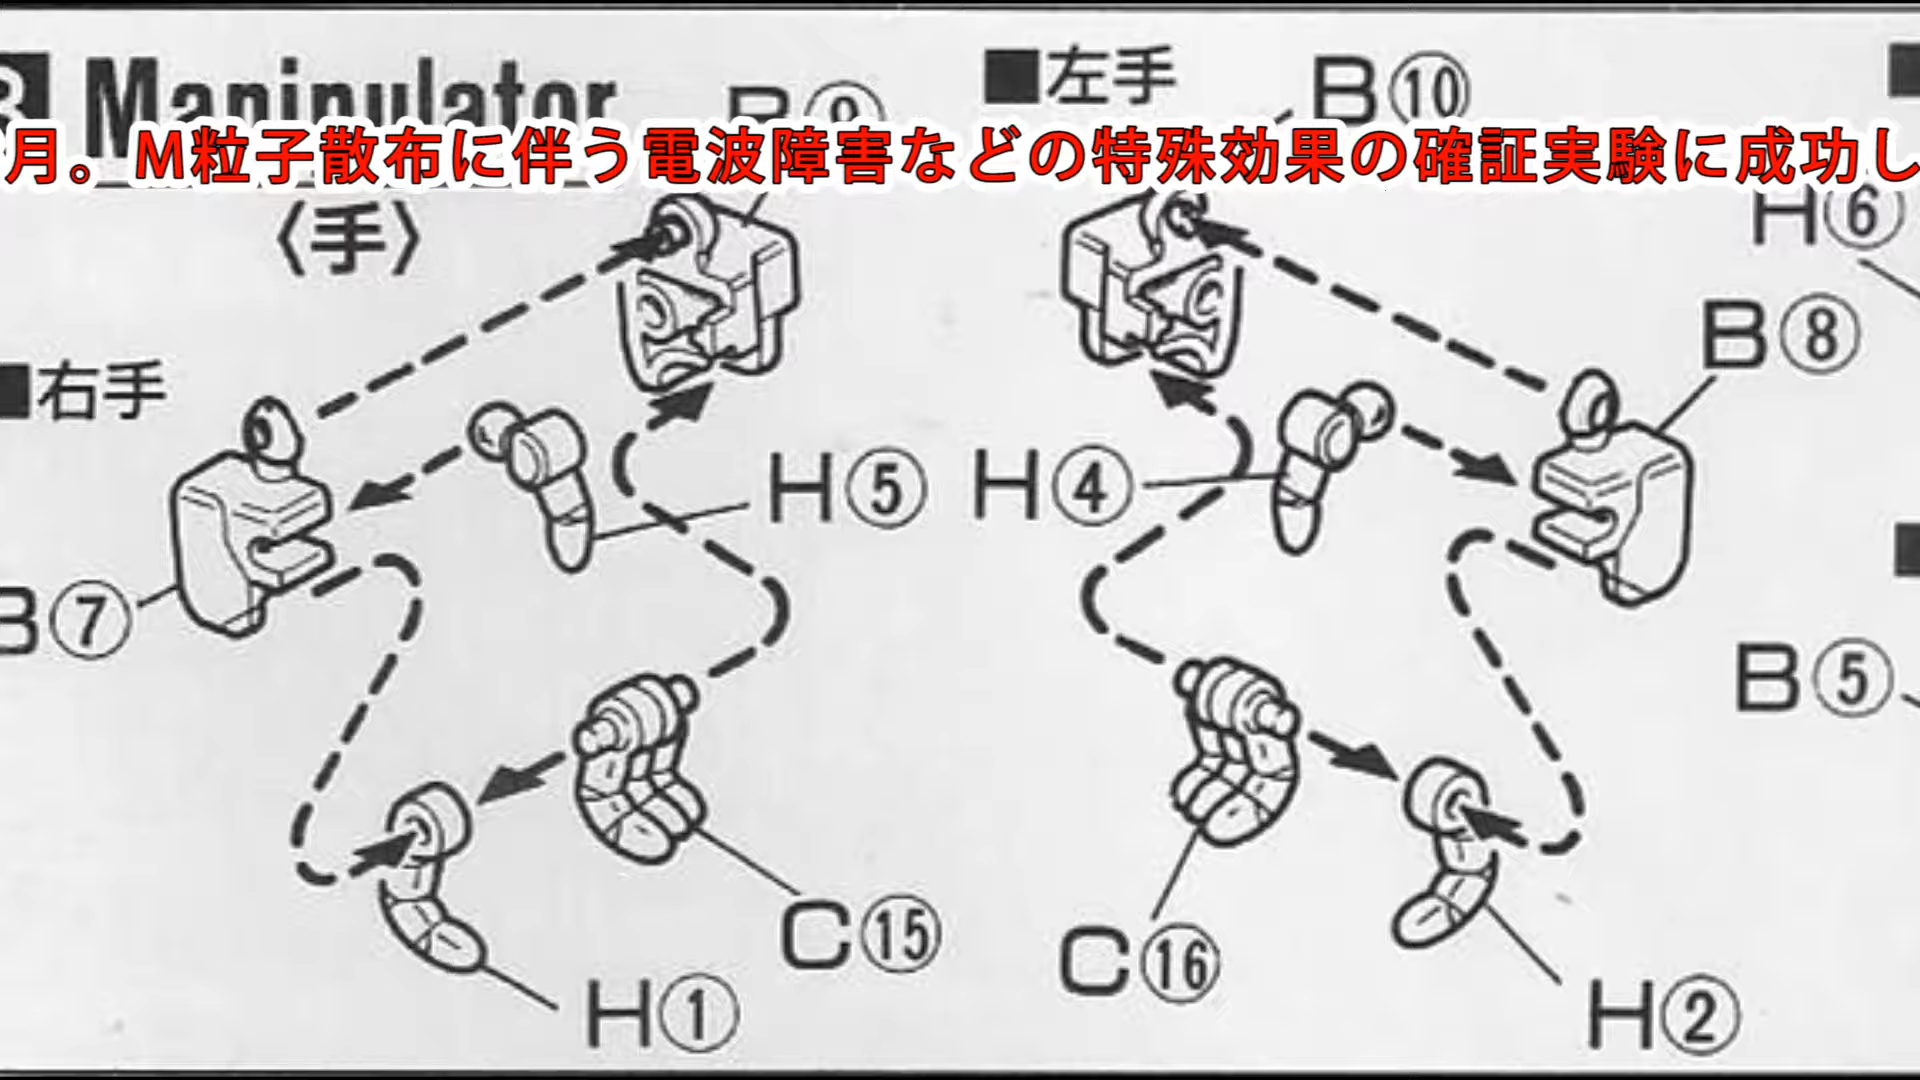 3 Manipulator
B⑨
■左手
B⑩
月。M粒子散布に伴う電波障害などの特殊効果の確証実験に成功し
〈手〉
H⑥
B⑧
■右手
H⑤
H④
B⑦
B⑤
C⑮
C⑯
H①
H②